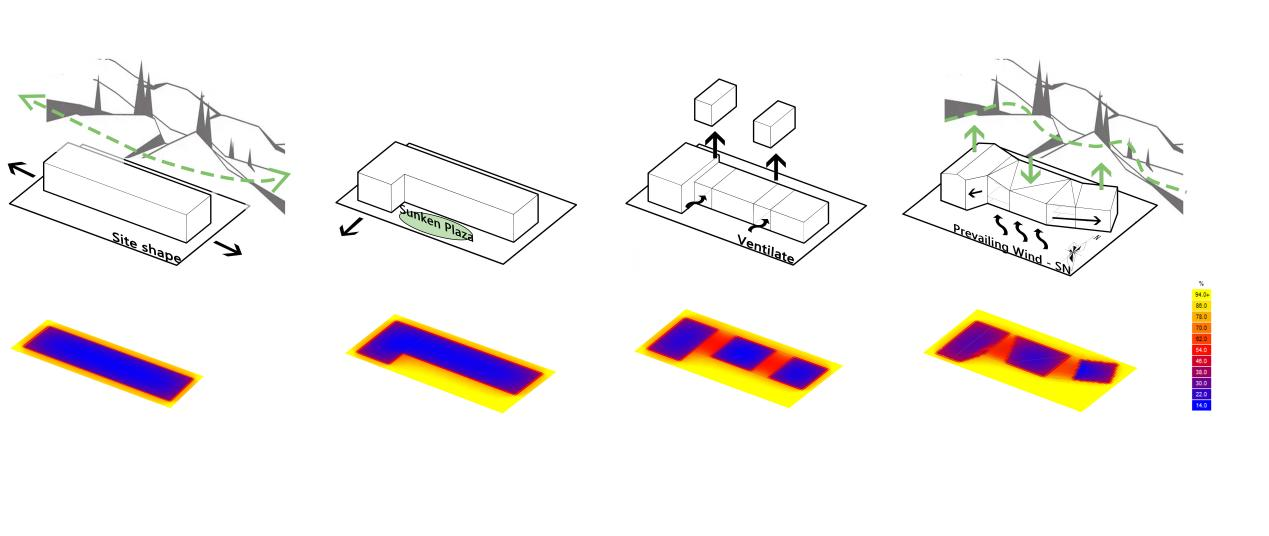 Site shape
Sunken Plaza
Ventilate
N
Prevailing Wind - SN
%
94.0+
86.0
78.0
70.0
62.0
54.0
46.0
38.0
30.0
22.0
14.0